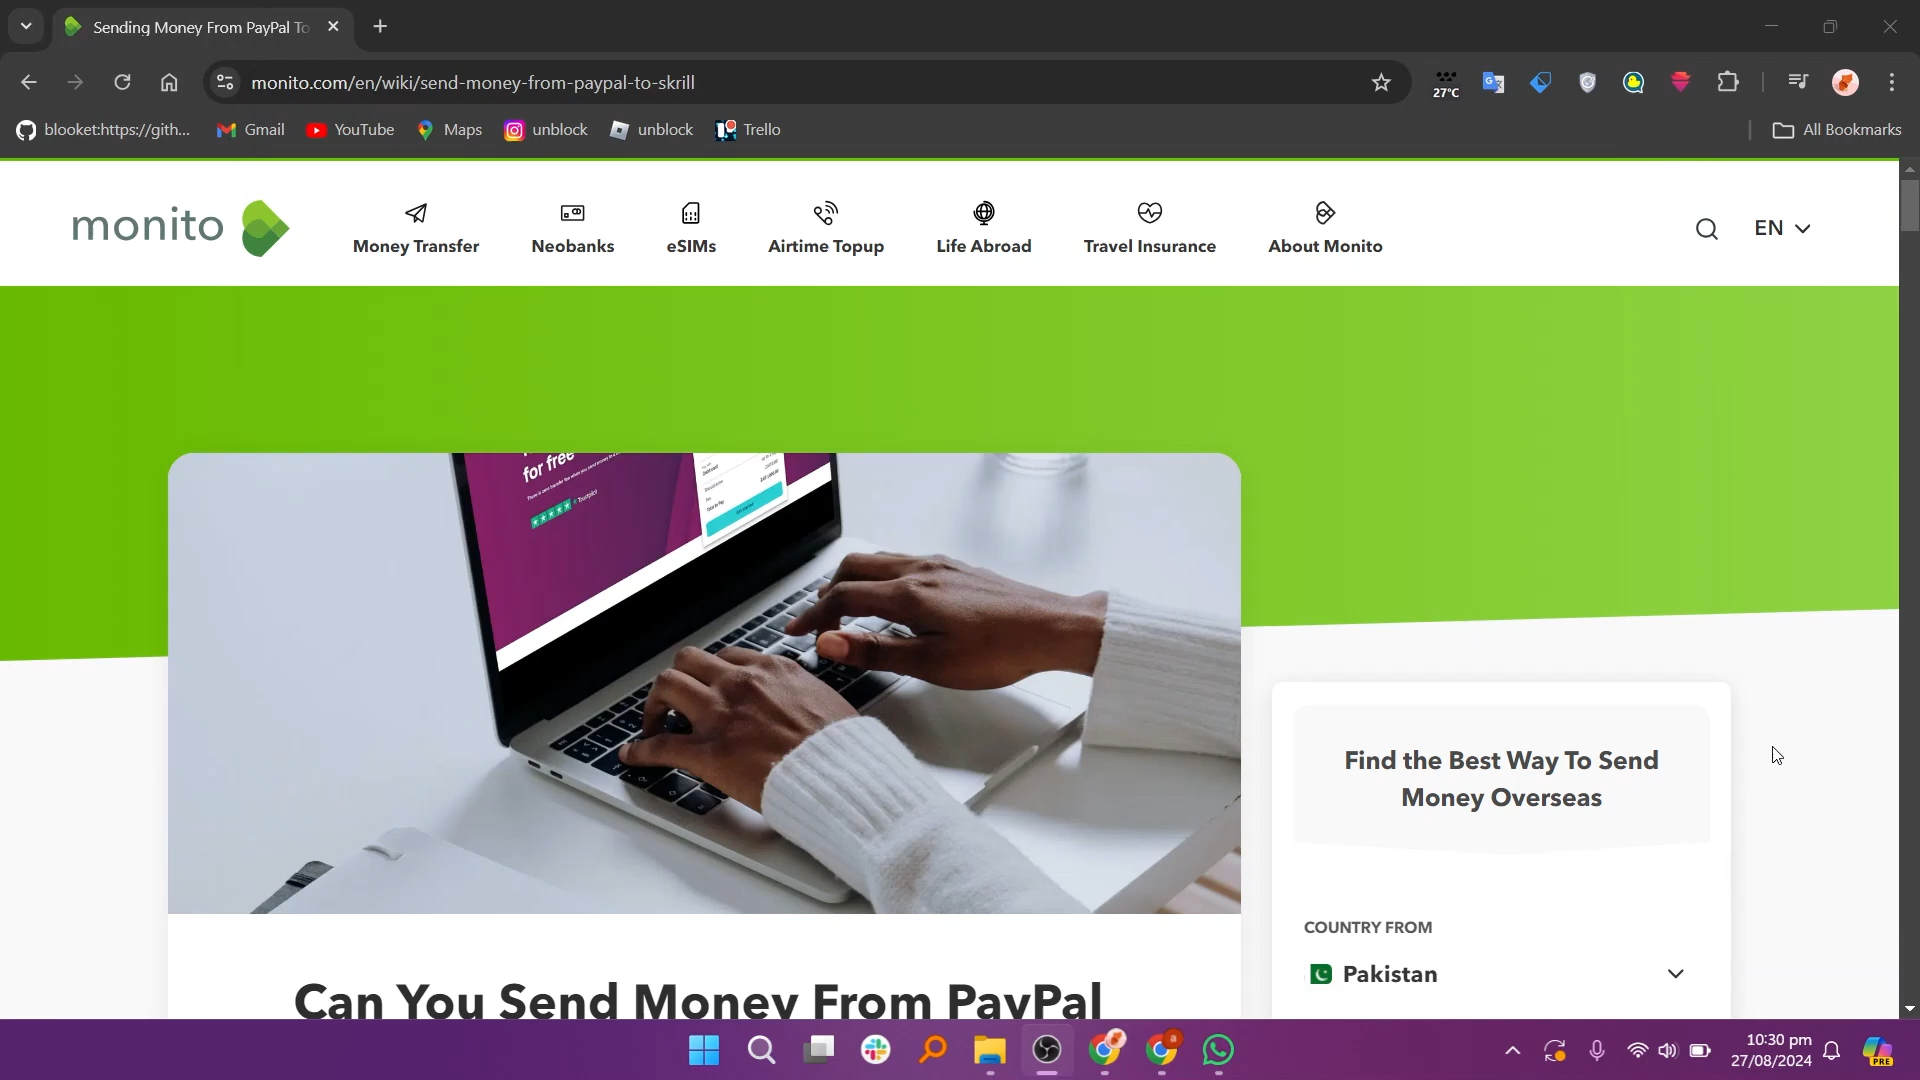 Sending Money From PayPal To
monito.com/en/wiki/send-money-from-paypal-to-skrill
27°C
blooket:https://gith...
Gmail
YouTube
Maps
unblock
unblock
Trello
All Bookmarks
monito
Money Transfer
Neobanks
eSIMs
Airtime Topup
Life Abroad
Travel Insurance
About Monito
EN
for free
Trustpilot
Find the Best Way To Send
Money Overseas
COUNTRY FROM
Pakistan
Can You Send Money From PayPal
10:30 pm
27/08/2024
PRE